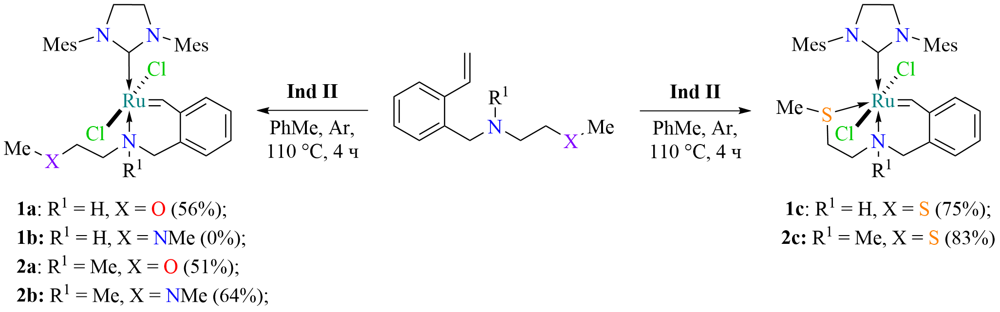 N N
Mes Mes
Cl
Ru
Cl
Me
X
N
R1
Ind II
PhMe, Ar,
110 °C, 4 ч
R1
N
X Me
Ind II
PhMe, Ar,
110 °C, 4 ч
N N
Mes Mes
Cl
Me S Ru
Cl
N
R1
1a: R1 = H, X = O (56%);
1b: R1 = H, X = NMe (0%);
2a: R1 = Me, X = O (51%);
2b: R1 = Me, X = NMe (64%);
1c: R1 = H, X = S (75%);
2c: R1 = Me, X = S (83%)